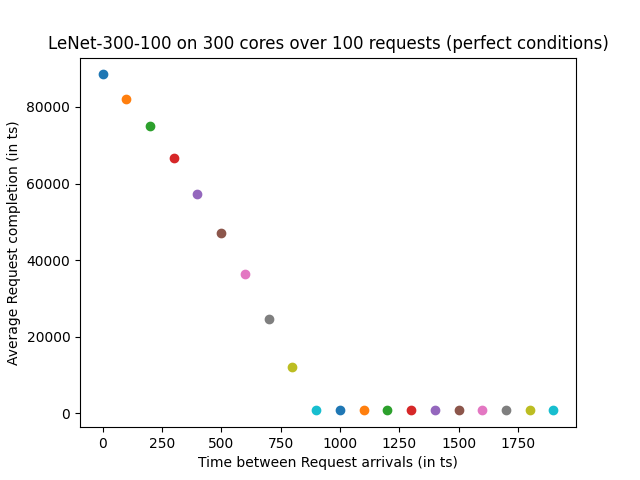 LeNet-300-100 on 300 cores over 100 requests (perfect conditions)
80000
60000
40000
20000
0
Average Request completion (in ts)
0 250 500 750 1000 1250 1500 1750
Time between Request arrivals (in ts)